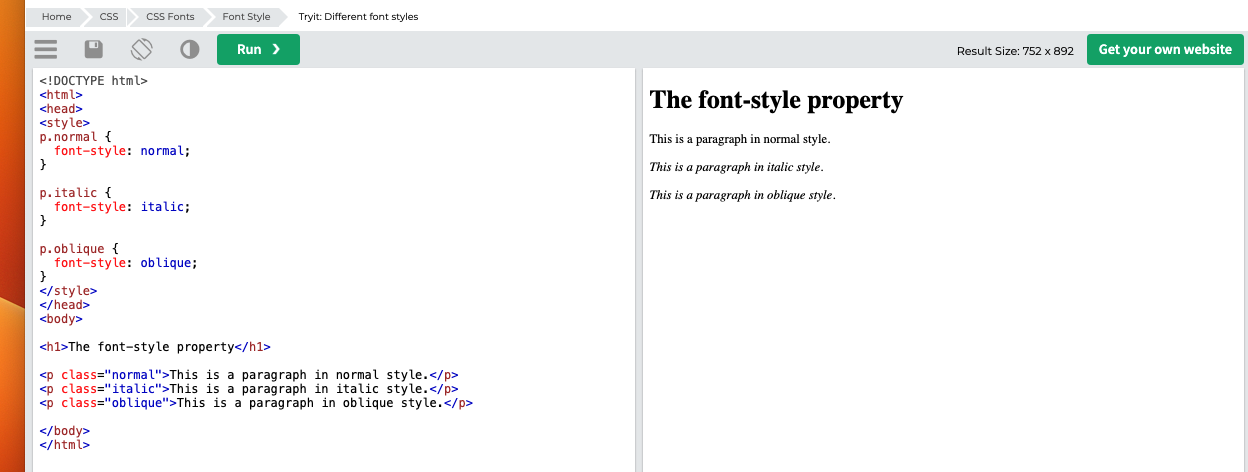 Home CSS CSS Fonts Font Style Tryit: Different font styles
Run ❯ Result Size: 752 x 892 Get your own website
<!DOCTYPE html>
<html>
<head>
<style>
p.normal {
  font-style: normal;
}

p.italic {
  font-style: italic;
}

p.oblique {
  font-style: oblique;
}
</style>
</head>
<body>

<h1>The font-style property</h1>

<p class="normal">This is a paragraph in normal style.</p>
<p class="italic">This is a paragraph in italic style.</p>
<p class="oblique">This is a paragraph in oblique style.</p>

</body>
</html>
The font-style property
This is a paragraph in normal style.
This is a paragraph in italic style.
This is a paragraph in oblique style.